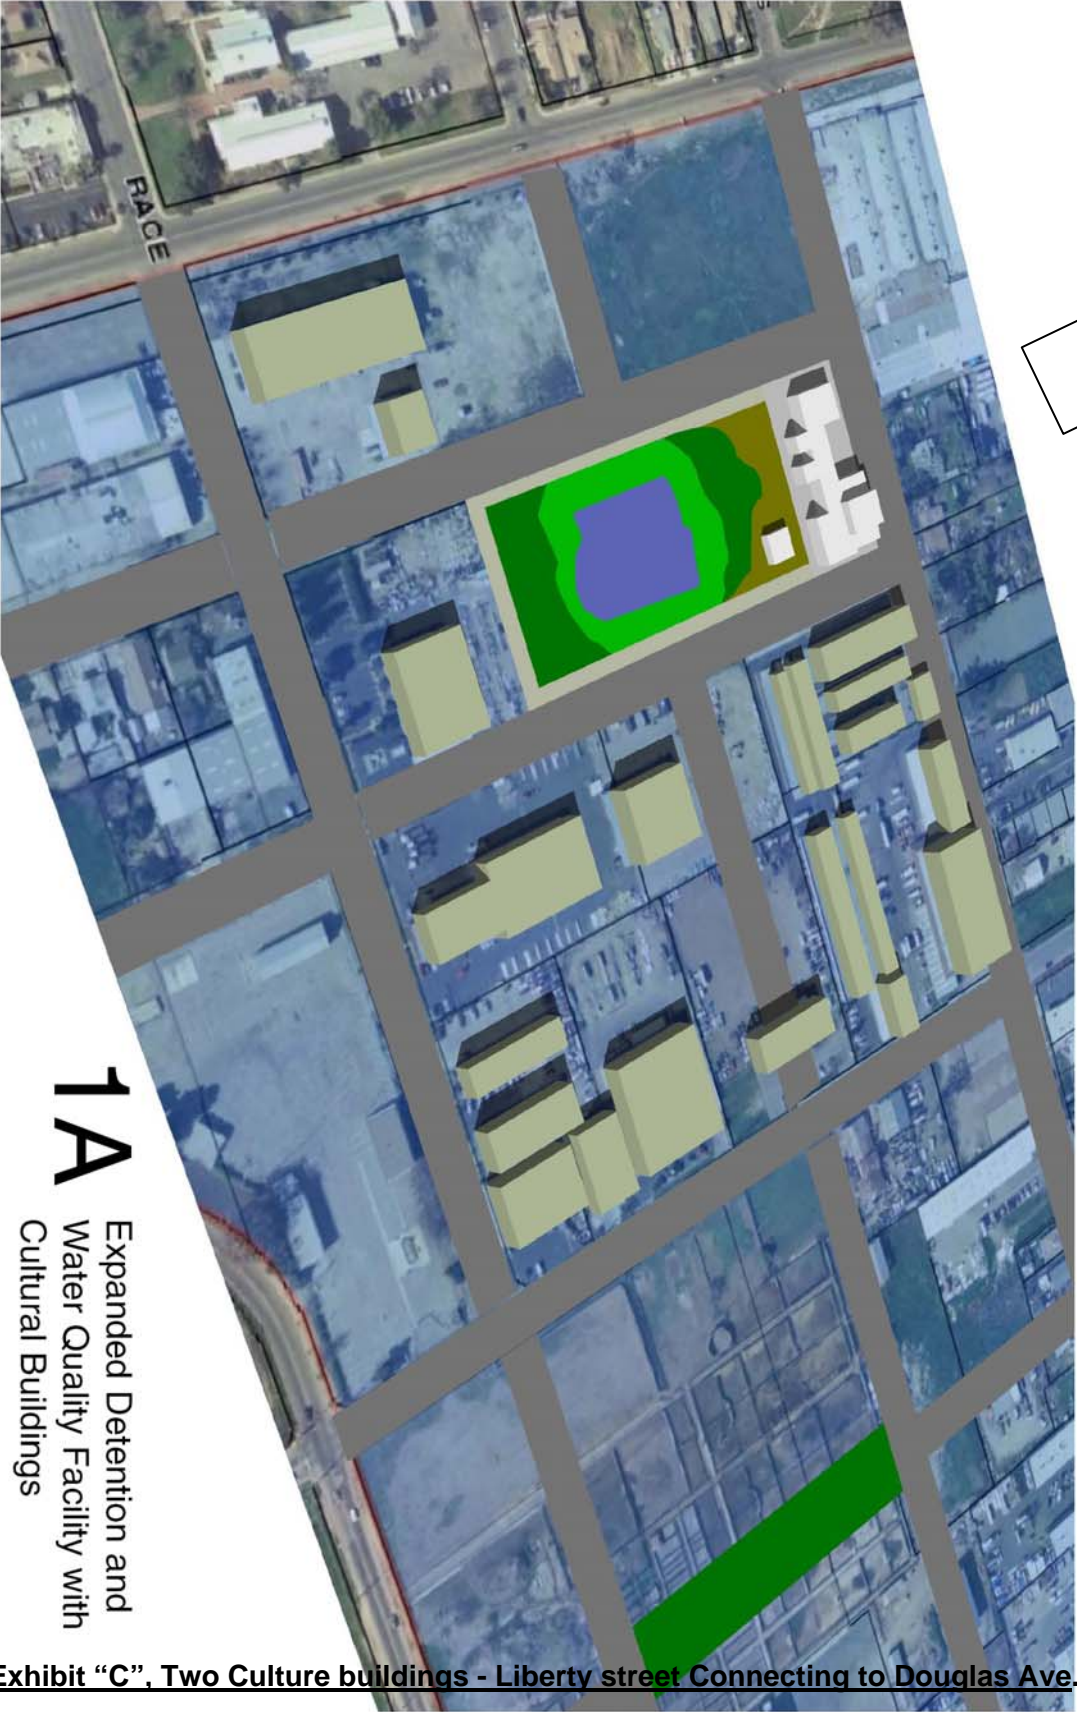 RACE
1A
Expanded Detention and
Water Quality Facility with
Cultural Buildings
Exhibit “C”, Two Culture buildings - Liberty street Connecting to Douglas Ave.